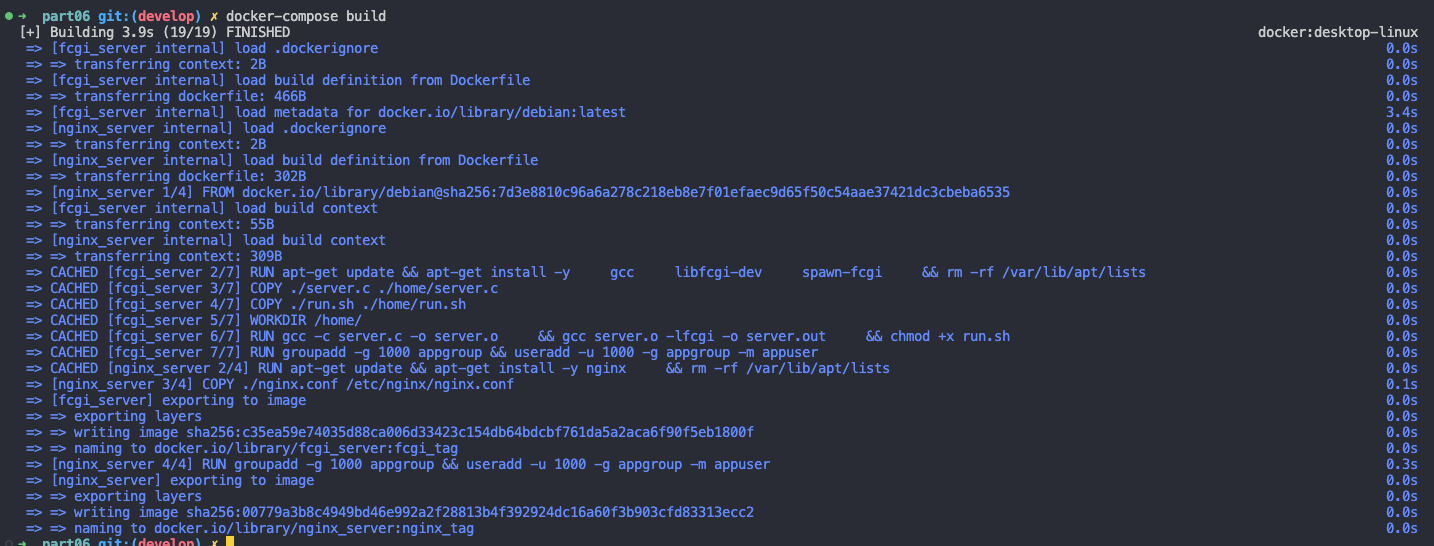 ➜ part06 git:(develop) ✗ docker-compose build
[+] Building 3.9s (19/19) FINISHED docker:desktop-linux
=> [fcgi_server internal] load .dockerignore 0.0s
=> => transferring context: 2B 0.0s
=> [fcgi_server internal] load build definition from Dockerfile 0.0s
=> => transferring dockerfile: 466B 0.0s
=> [fcgi_server internal] load metadata for docker.io/library/debian:latest 3.4s
=> [nginx_server internal] load .dockerignore 0.0s
=> => transferring context: 2B 0.0s
=> [nginx_server internal] load build definition from Dockerfile 0.0s
=> => transferring dockerfile: 302B 0.0s
=> [nginx_server 1/4] FROM docker.io/library/debian@sha256:7d3e8810c96a6a278c218eb8e7f01efaec9d65f50c54aae37421dc3cbeba6535 0.0s
=> [fcgi_server internal] load build context 0.0s
=> => transferring context: 55B 0.0s
=> [nginx_server internal] load build context 0.0s
=> => transferring context: 309B 0.0s
=> CACHED [fcgi_server 2/7] RUN apt-get update && apt-get install -y     gcc     libfcgi-dev     spawn-fcgi     && rm -rf /var/lib/apt/lists 0.0s
=> CACHED [fcgi_server 3/7] COPY ./server.c ./home/server.c 0.0s
=> CACHED [fcgi_server 4/7] COPY ./run.sh ./home/run.sh 0.0s
=> CACHED [fcgi_server 5/7] WORKDIR /home/ 0.0s
=> CACHED [fcgi_server 6/7] RUN gcc -c server.c -o server.o     && gcc server.o -lfcgi -o server.out     && chmod +x run.sh 0.0s
=> CACHED [fcgi_server 7/7] RUN groupadd -g 1000 appgroup && useradd -u 1000 -g appgroup -m appuser 0.0s
=> CACHED [nginx_server 2/4] RUN apt-get update && apt-get install -y nginx     && rm -rf /var/lib/apt/lists 0.0s
=> [nginx_server 3/4] COPY ./nginx.conf /etc/nginx/nginx.conf 0.1s
=> [fcgi_server] exporting to image 0.0s
=> => exporting layers 0.0s
=> => writing image sha256:c35ea59e74035d88ca006d33423c154db64bdcbf761da5a2aca6f90f5eb1800f 0.0s
=> => naming to docker.io/library/fcgi_server:fcgi_tag 0.0s
=> [nginx_server 4/4] RUN groupadd -g 1000 appgroup && useradd -u 1000 -g appgroup -m appuser 0.3s
=> [nginx_server] exporting to image 0.0s
=> => exporting layers 0.0s
=> => writing image sha256:00779a3b8c4949bd46e992a2f28813b4f392924dc16a60f3b903cfd83313ecc2 0.0s
=> => naming to docker.io/library/nginx_server:nginx_tag 0.0s
➜ part06 git:(develop) ✗